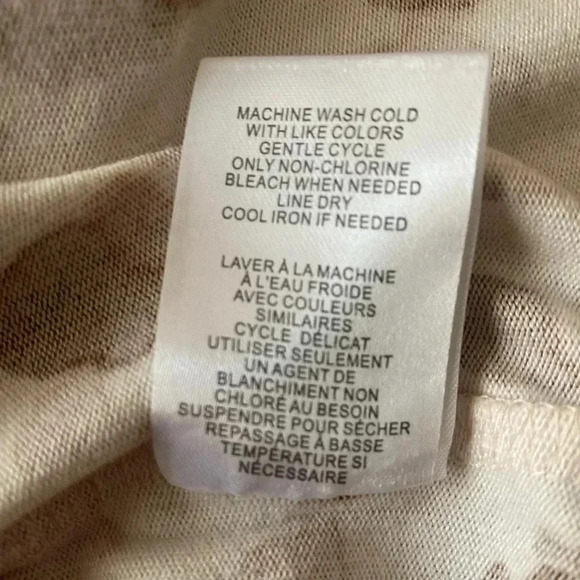 MACHINE WASH COLD
WITH LIKE COLORS
GENTLE CYCLE
ONLY NON-CHLORINE
BLEACH WHEN NEEDED
LINE DRY
COOL IRON IF NEEDED
LAVER À LA MACHINE
À L'EAU FROIDE
AVEC COULEURS
SIMILAIRES
CYCLE DÉLICAT
UTILISER SEULEMENT
UN AGENT DE
BLANCHIMENT NON
CHLORÉ AU BESOIN
SUSPENDRE POUR SÉCHER
REPASSAGE À BASSE
TEMPÉRATURE SI
NÉCESSAIRE